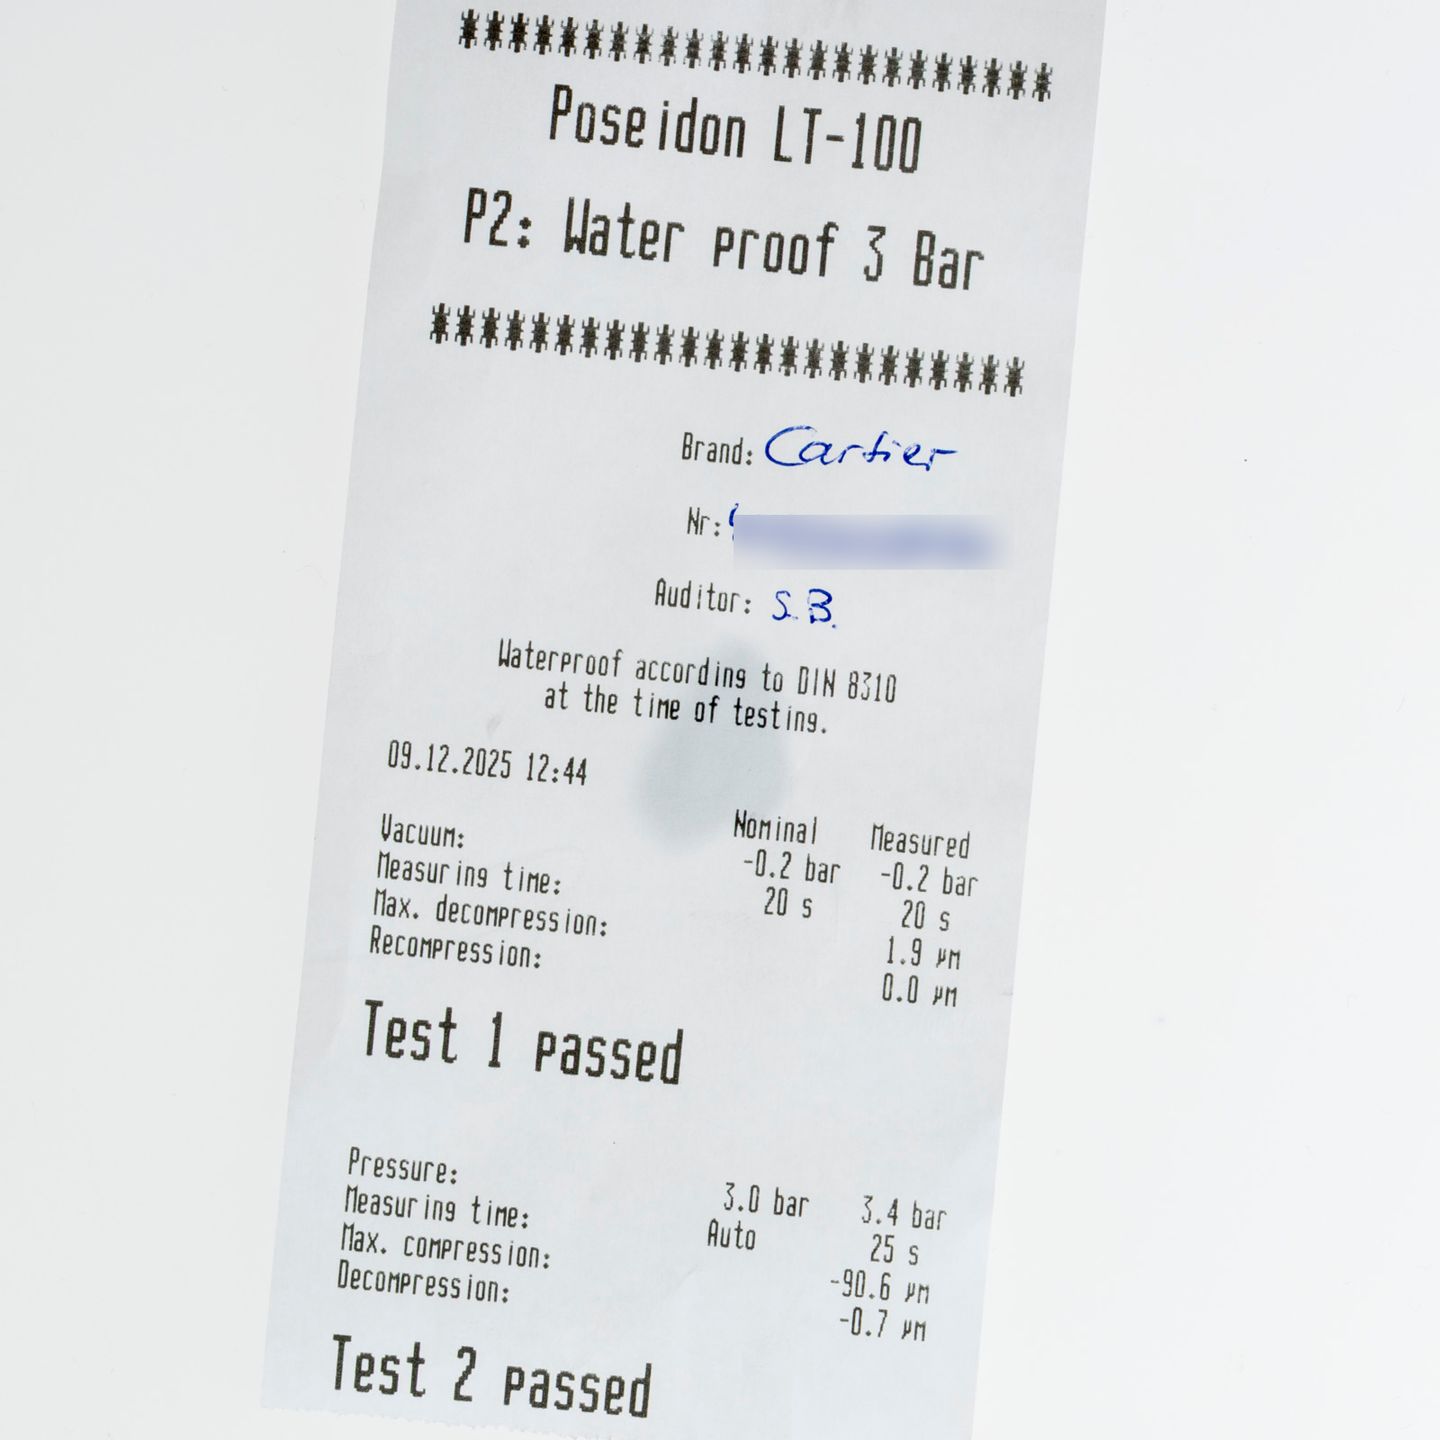 Poseidon LT-100
P2: Water proof 3 Bar
Brand: Cartier
Nr:
Auditor: S.B.
Waterproof according to DIN 8310
at the time of testing.
09.12.2025 12:44
Nominal Measured
Vacuum: -0.2 bar -0.2 bar
Measuring time: 20 s 20 s
Max. decompression: 1.9 µm
Recompression: 0.0 µm
Test 1 passed
Pressure: 3.0 bar 3.4 bar
Measuring time: Auto 25 s
Max. compression: -90.6 µm
Decompression: -0.7 µm
Test 2 passed